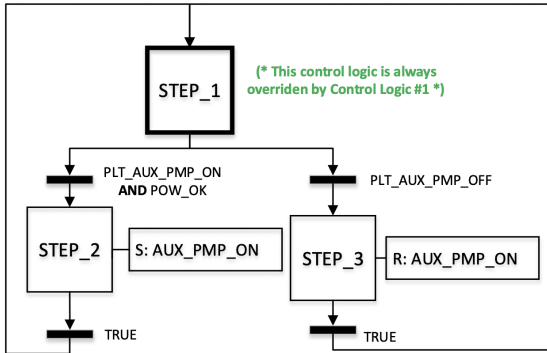 STEP_1
(* This control logic is always
overriden by Control Logic #1 *)
PLT_AUX_PMP_ON
AND POW_OK
PLT_AUX_PMP_OFF
STEP_2
S: AUX_PMP_ON
STEP_3
R: AUX_PMP_ON
TRUE
TRUE